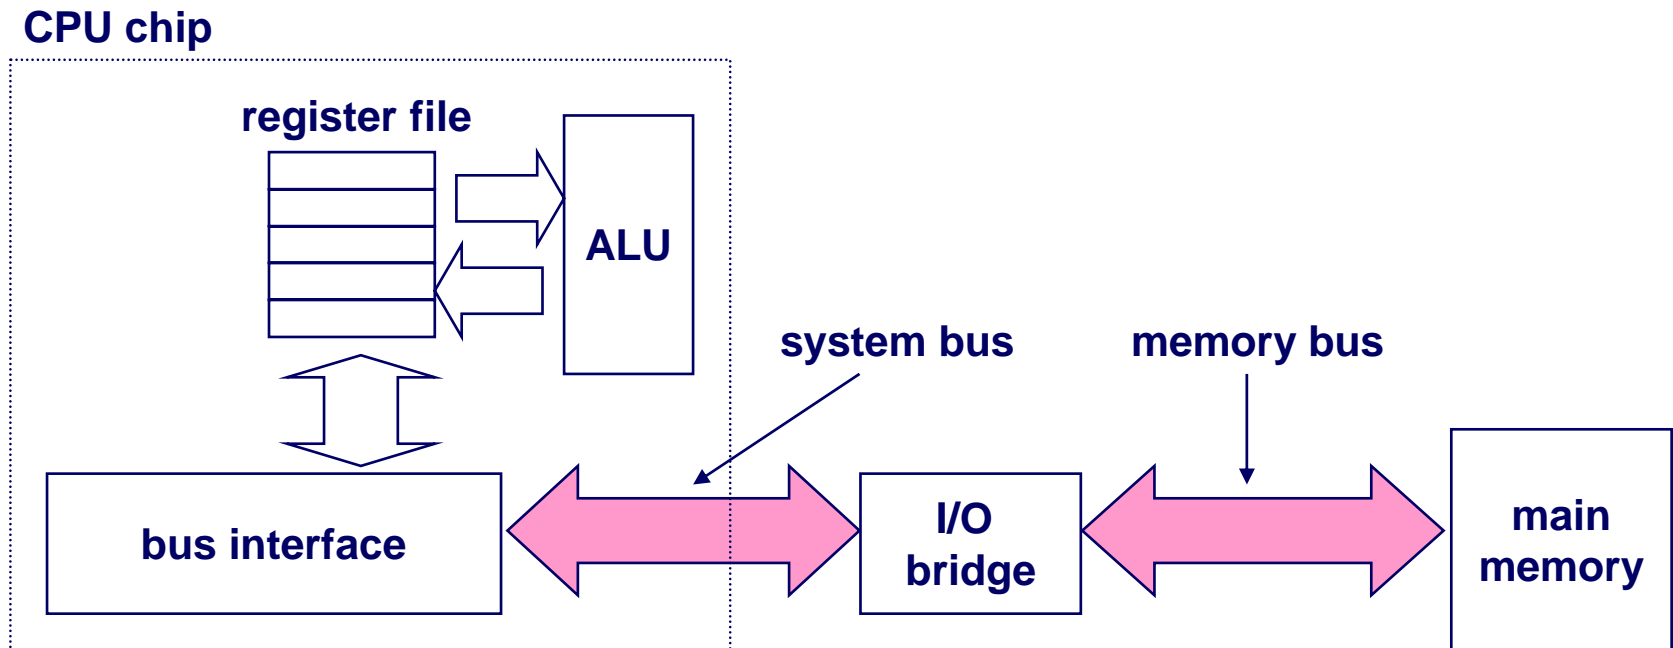 CPU chip
register file
ALU
system bus
memory bus
bus interface
I/O
bridge
main
memory